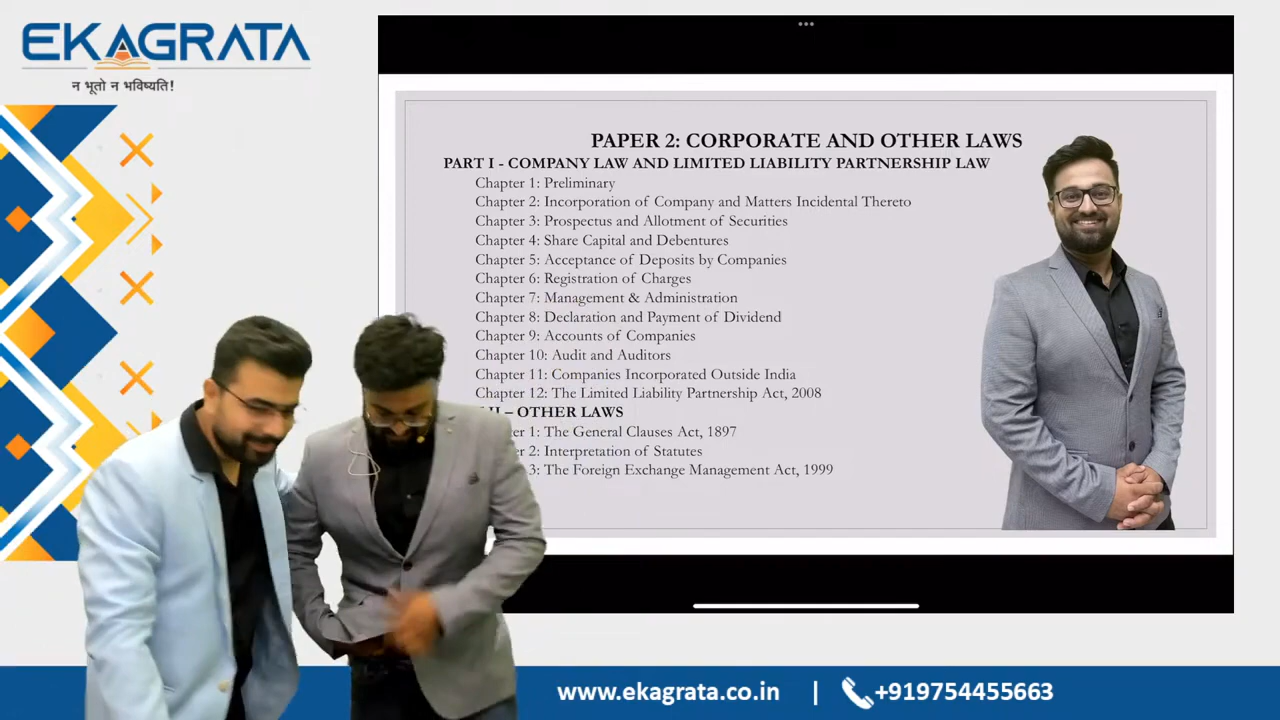 EKAGRATA
न भूतो न भविष्यति!
PAPER 2: CORPORATE AND OTHER LAWS
PART I - COMPANY LAW AND LIMITED LIABILITY PARTNERSHIP LAW
Chapter 1: Preliminary
Chapter 2: Incorporation of Company and Matters Incidental Thereto
Chapter 3: Prospectus and Allotment of Securities
Chapter 4: Share Capital and Debentures
Chapter 5: Acceptance of Deposits by Companies
Chapter 6: Registration of Charges
Chapter 7: Management & Administration
Chapter 8: Declaration and Payment of Dividend
Chapter 9: Accounts of Companies
Chapter 10: Audit and Auditors
Chapter 11: Companies Incorporated Outside India
Chapter 12: The Limited Liability Partnership Act, 2008
II – OTHER LAWS
1: The General Clauses Act, 1897
2: Interpretation of Statutes
3: The Foreign Exchange Management Act, 1999
www.ekagrata.co.in | +919754455663